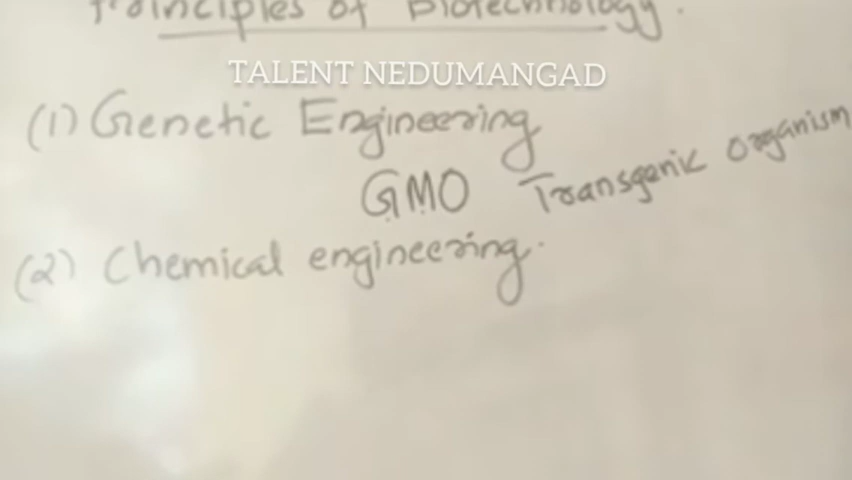 Principles of Biotechnology.
TALENT NEDUMANGAD
(1) Genetic Engineering
GMO Transgenic organism
(2) Chemical engineering.